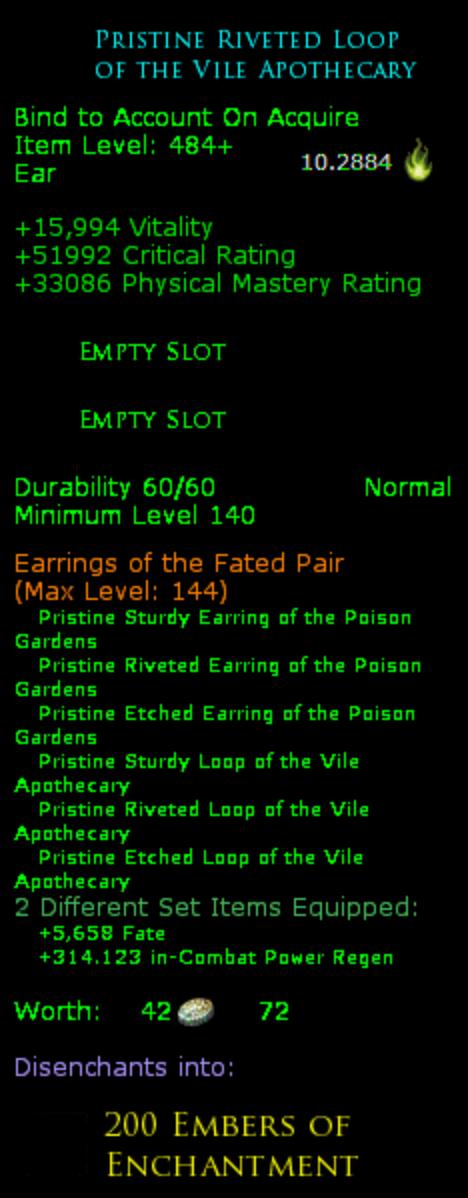 Pristine Riveted Loop
of the Vile Apothecary
Bind to Account On Acquire
Item Level: 484+
10.2884
Ear
+15,994 Vitality
+51992 Critical Rating
+33086 Physical Mastery Rating
Empty Slot
Empty Slot
Durability 60/60 Normal
Minimum Level 140
Earrings of the Fated Pair
(Max Level: 144)
Pristine Sturdy Earring of the Poison
Gardens
Pristine Riveted Earring of the Poison
Gardens
Pristine Etched Earring of the Poison
Gardens
Pristine Sturdy Loop of the Vile
Apothecary
Pristine Riveted Loop of the Vile
Apothecary
Pristine Etched Loop of the Vile
Apothecary
2 Different Set Items Equipped:
+5,658 Fate
+314.123 in-Combat Power Regen
Worth: 42 72
Disenchants into:
200 Embers of
Enchantment